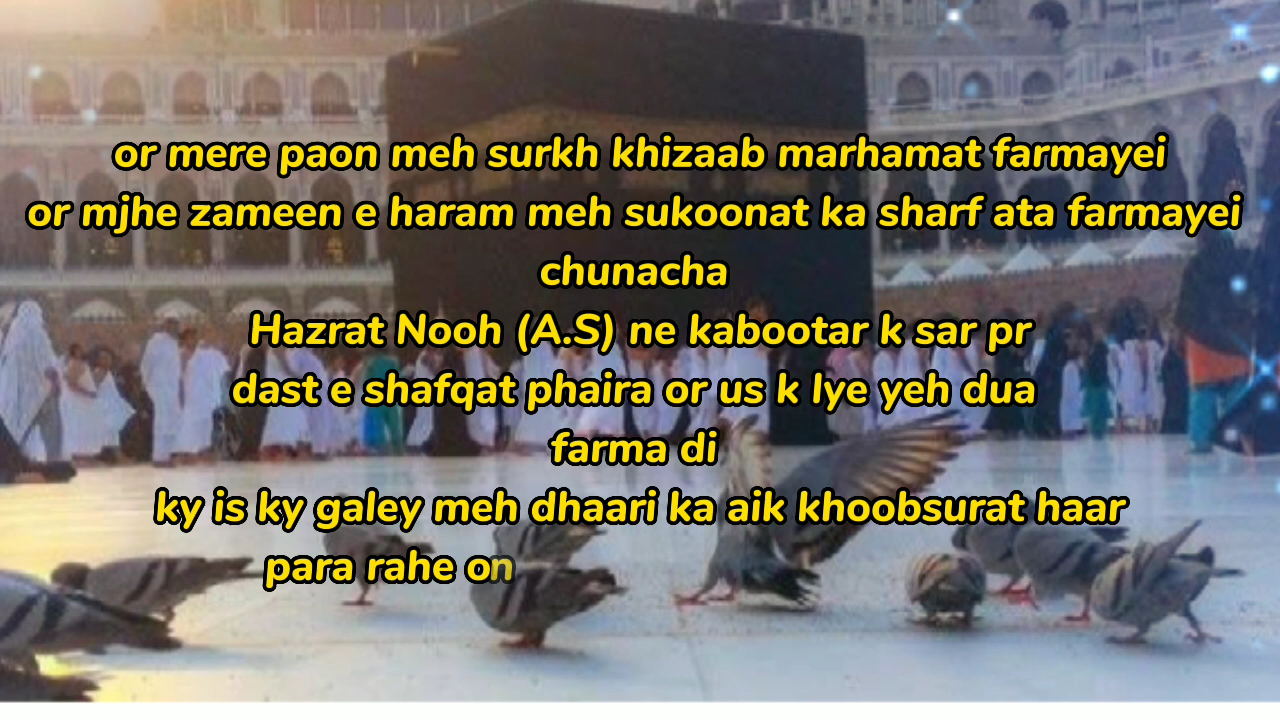 or mere paon meh surkh khizaab marhamat farmayei
or mjhe zameen e haram meh sukoonat ka sharf ata farmayei
chunacha
Hazrat Nooh (A.S) ne kabootar k sar pr
dast e shafqat phaira or us k lye yeh dua
farma di
ky is ky galey meh dhaari ka aik khoobsurat haar
para rahe on